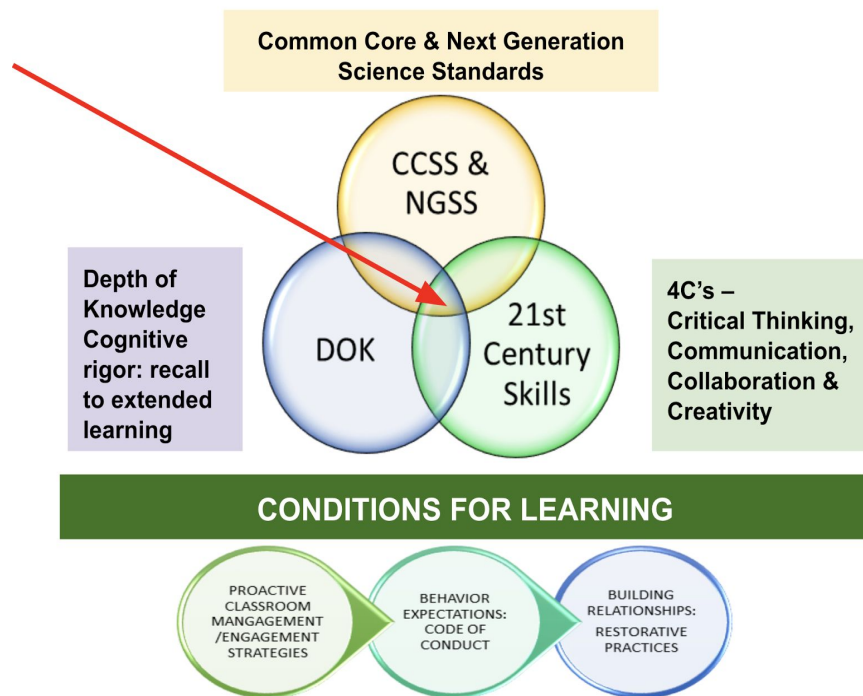 Common Core & Next Generation
Science Standards
CCSS &
NGSS
Depth of
Knowledge
Cognitive
rigor: recall
to extended
learning
DOK
21st
Century
Skills
4C's –
Critical Thinking,
Communication,
Collaboration &
Creativity
CONDITIONS FOR LEARNING
PROACTIVE
CLASSROOM
MANGAGEMENT
/ENGAGEMENT
STRATEGIES
BEHAVIOR
EXPECTATIONS:
CODE OF
CONDUCT
BUILDING
RELATIONSHIPS:
RESTORATIVE
PRACTICES